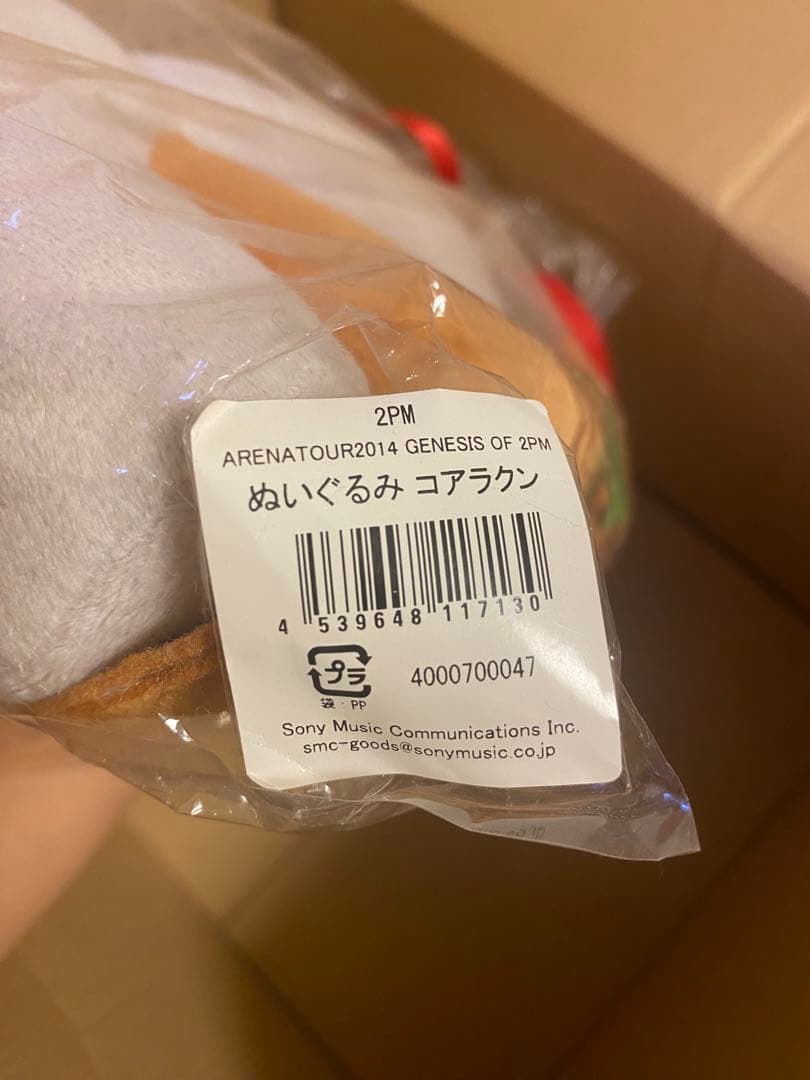 2PM
ARENATOUR2014 GENESIS OF 2PM
ぬいぐるみ コアラクン
4 539648 117130
プラ
4000700047
袋：PP
Sony Music Communications Inc.
smc-goods@sonymusic.co.jp